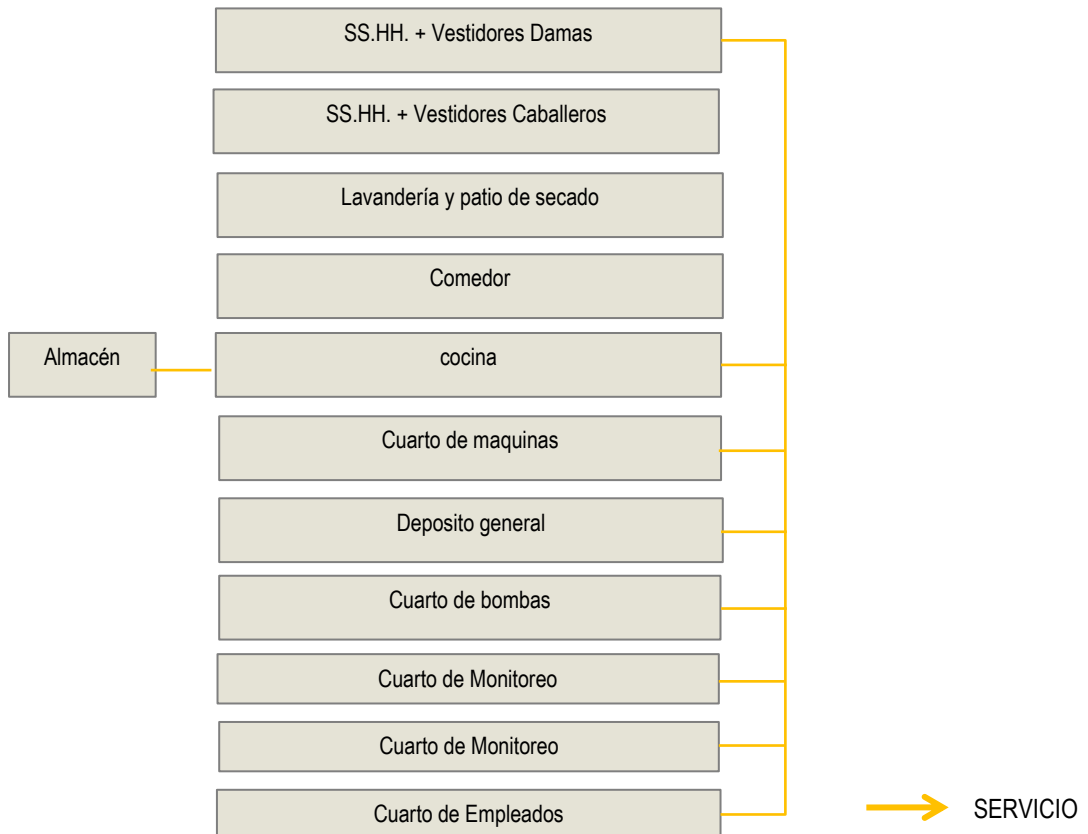 SS.HH. + Vestidores Damas
SS.HH. + Vestidores Caballeros
Lavandería y patio de secado
Comedor
Almacén
cocina
Cuarto de maquinas
Deposito general
Cuarto de bombas
Cuarto de Monitoreo
Cuarto de Monitoreo
Cuarto de Empleados
SERVICIO